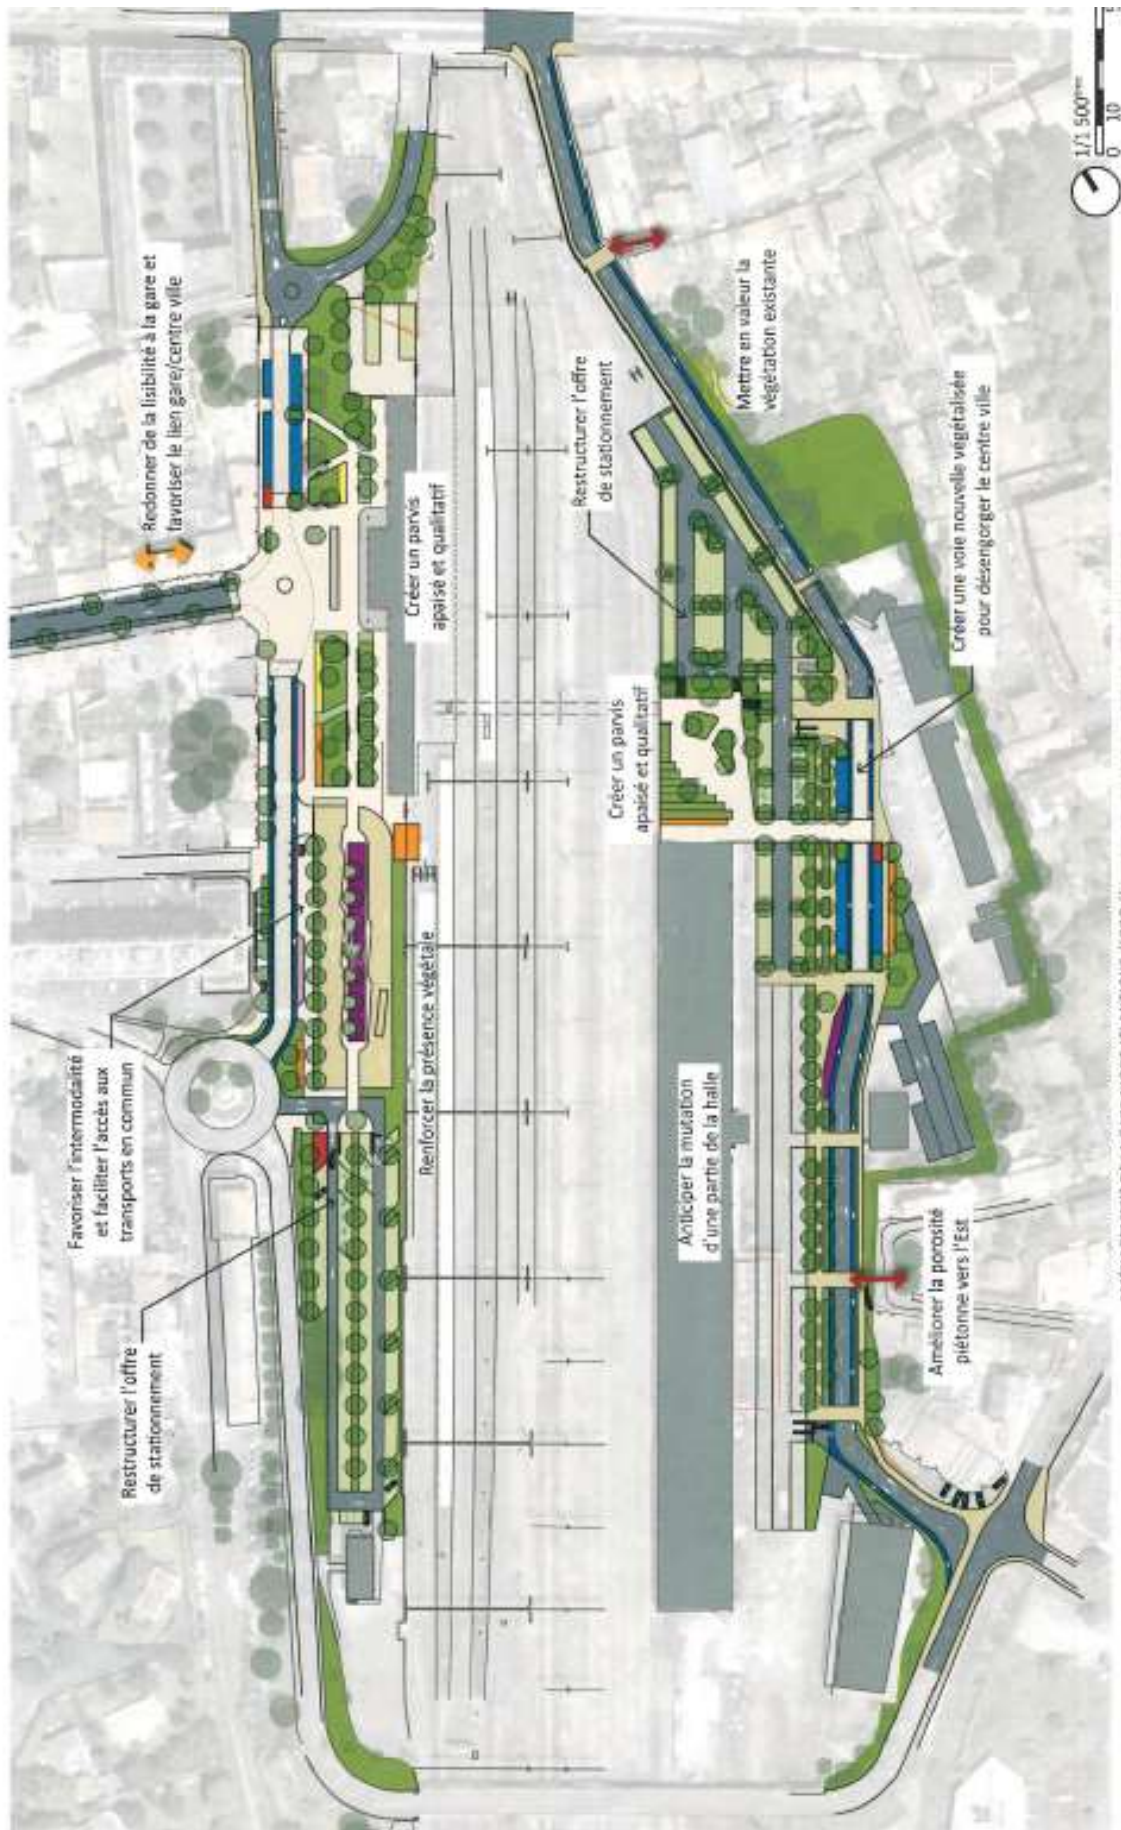 Redonner de la lisibilité à la gare et
favoriser le lien gare/centre ville
Favoriser l'intermodalité
et faciliter l'accès aux
transports en commun
Restructurer l'offre
de stationnement
Créer un parvis
apaisé et qualitatif
Renforcer la présence végétale
Restructurer l'offre
de stationnement
Mettre en valeur la
végétation existante
Créer un parvis
apaisé et qualitatif
Créer une voie nouvelle végétalisée
pour désengorger le centre ville
Anticiper la mutation
d'une partie de la halle
Améliorer la porosité
piétonne vers l'Est
1/1 500ème
0 10